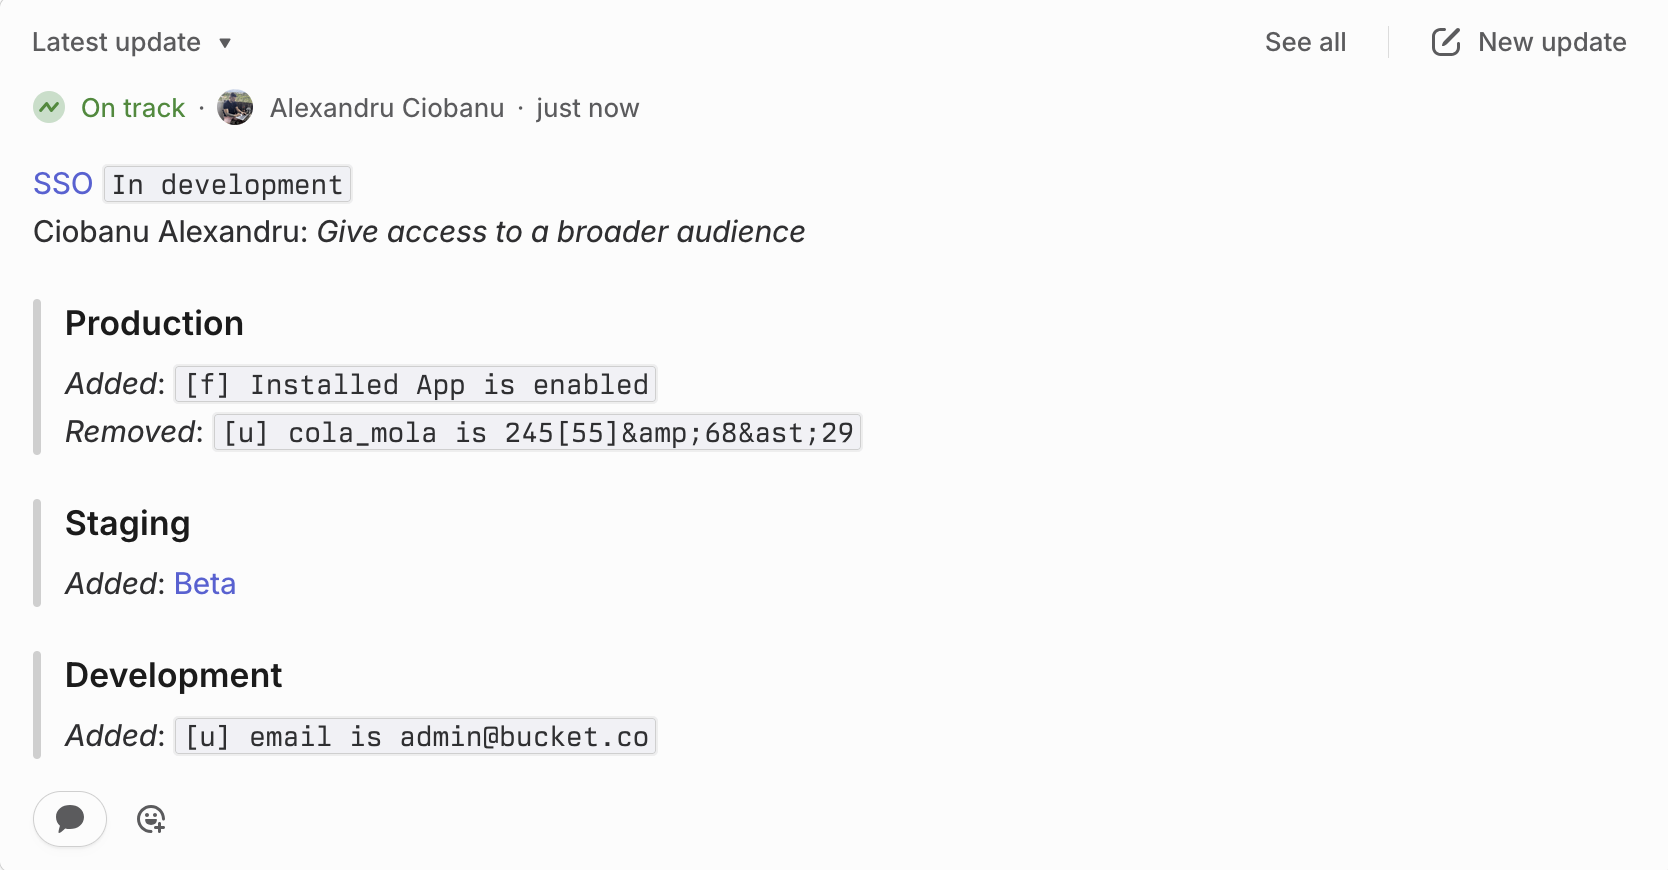 Latest update ▼ See all New update
On track · Alexandru Ciobanu · just now
SSO In development
Ciobanu Alexandru: Give access to a broader audience
Production
Added: [f] Installed App is enabled
Removed: [u] cola_mola is 245[55]&amp;68&ast;29
Staging
Added: Beta
Development
Added: [u] email is admin@bucket.co